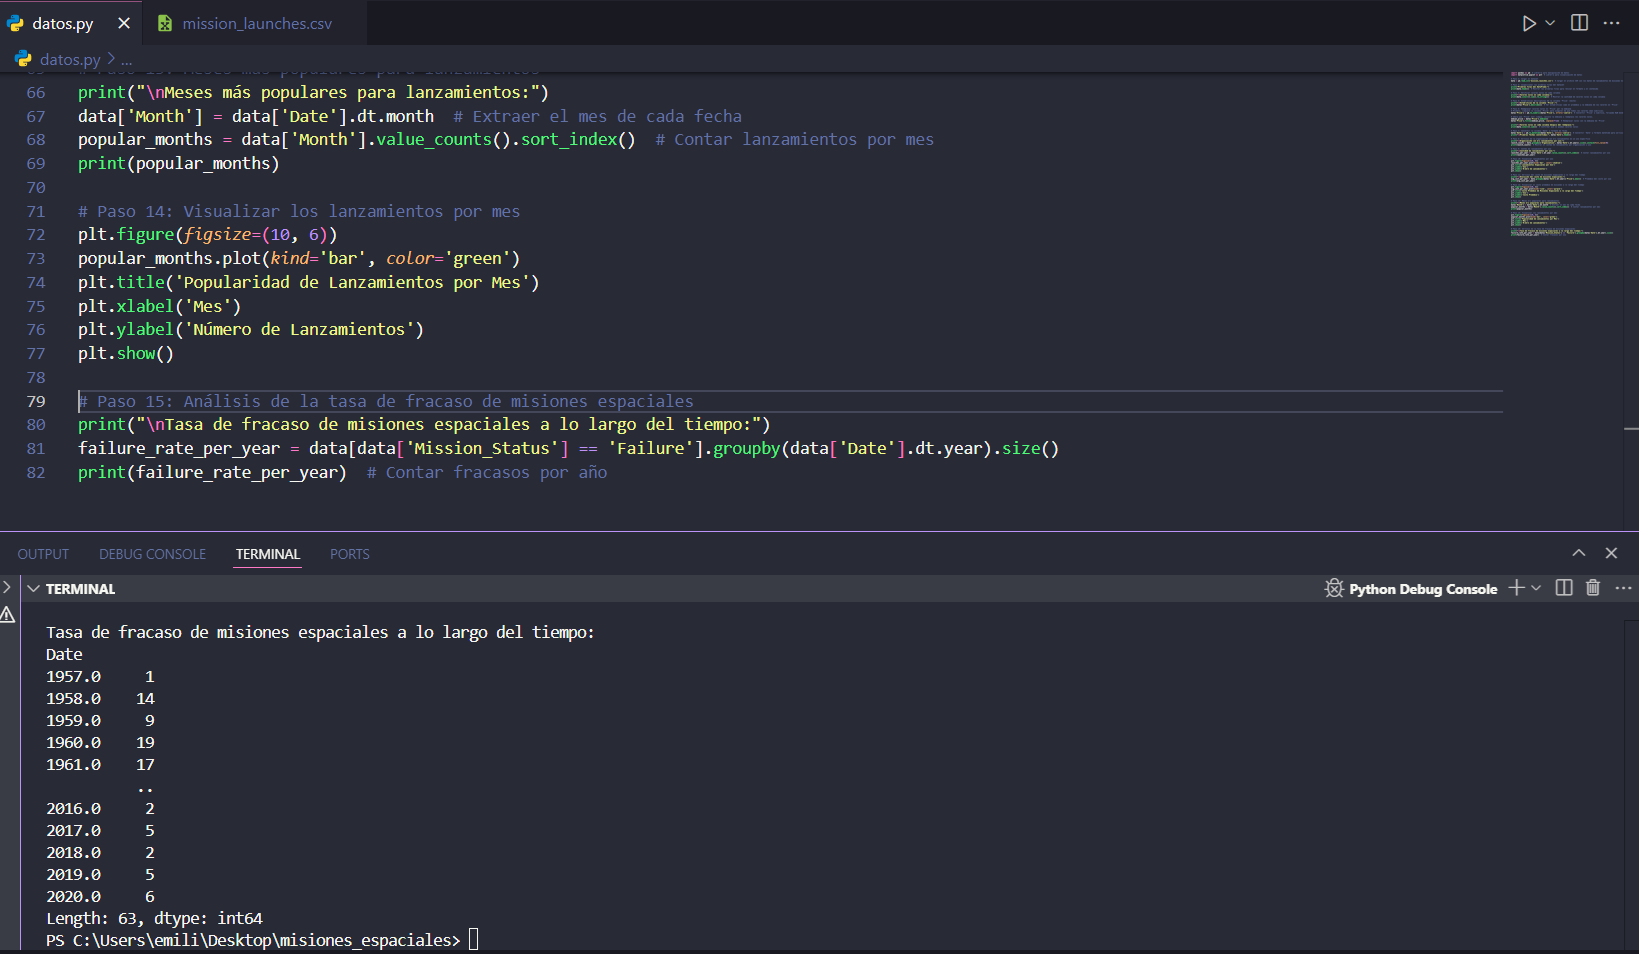 datos.py
mission_launches.csv
datos.py > ...
65 # Paso 13: Meses más populares para lanzamientos
66 print("\nMeses más populares para lanzamientos:")
67 data['Month'] = data['Date'].dt.month  # Extraer el mes de cada fecha
68 popular_months = data['Month'].value_counts().sort_index()  # Contar lanzamientos por mes
69 print(popular_months)
70
71 # Paso 14: Visualizar los lanzamientos por mes
72 plt.figure(figsize=(10, 6))
73 popular_months.plot(kind='bar', color='green')
74 plt.title('Popularidad de Lanzamientos por Mes')
75 plt.xlabel('Mes')
76 plt.ylabel('Número de Lanzamientos')
77 plt.show()
78
79 # Paso 15: Análisis de la tasa de fracaso de misiones espaciales
80 print("\nTasa de fracaso de misiones espaciales a lo largo del tiempo:")
81 failure_rate_per_year = data[data['Mission_Status'] == 'Failure'].groupby(data['Date'].dt.year).size()
82 print(failure_rate_per_year)  # Contar fracasos por año
OUTPUT DEBUG CONSOLE TERMINAL PORTS
TERMINAL
Python Debug Console
Tasa de fracaso de misiones espaciales a lo largo del tiempo:
Date
1957.0     1
1958.0    14
1959.0     9
1960.0    19
1961.0    17
          ..
2016.0     2
2017.0     5
2018.0     2
2019.0     5
2020.0     6
Length: 63, dtype: int64
PS C:\Users\emili\Desktop\misiones_espaciales>